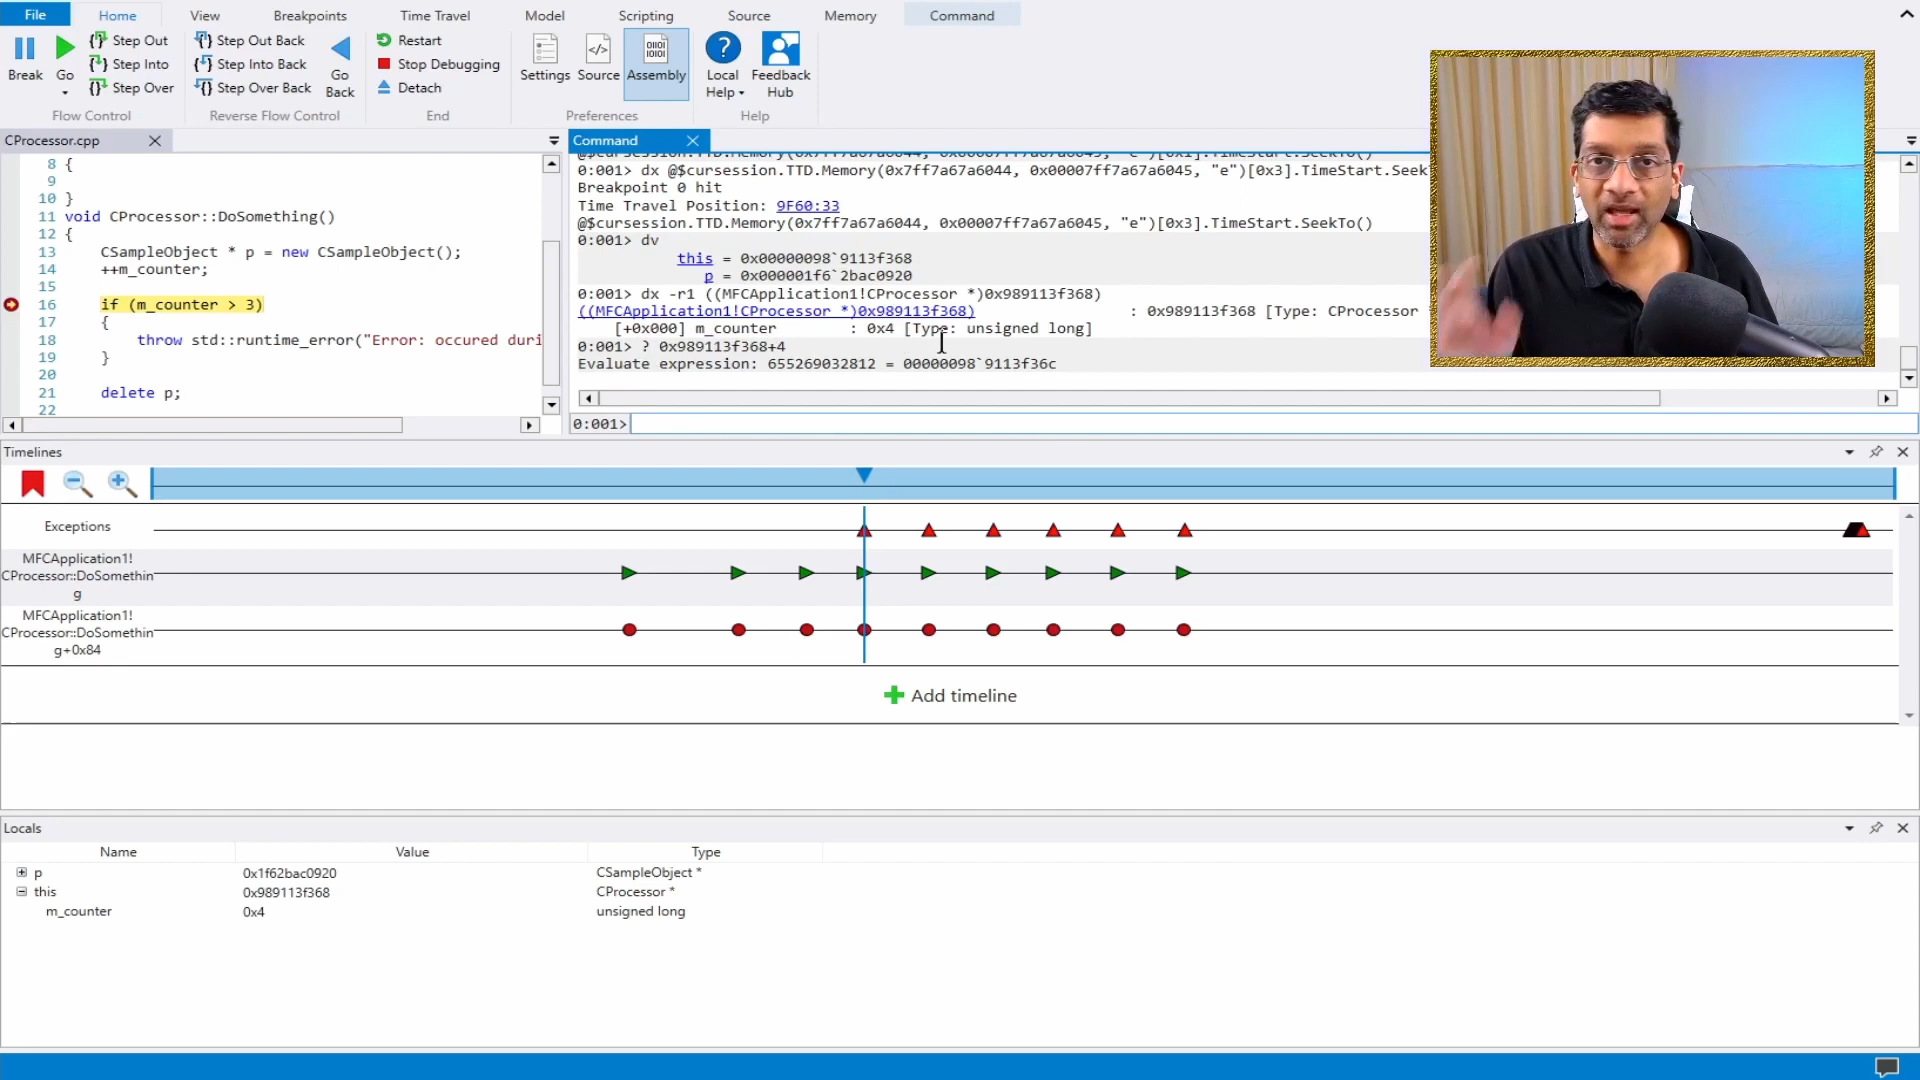 File Home View Breakpoints Time Travel Model Scripting Source Memory Command
Break
Go
Step Out
Step Into
Step Over
Flow Control
Step Out Back
Step Into Back
Step Over Back
Go Back
Reverse Flow Control
Restart
Stop Debugging
Detach
End
Settings Source Assembly
Preferences
Local Help
Feedback Hub
Help
CProcessor.cpp
8 {
9
10 }
11 void CProcessor::DoSomething()
12 {
13 CSampleObject * p = new CSampleObject();
14 ++m_counter;
15
16 if (m_counter > 3)
17 {
18 throw std::runtime_error("Error: occured duri
19 }
20
21 delete p;
22
Command
@$cursession.TTD.Memory(0x7ff7a67a6044, 0x00007ff7a67a6045, "e")[0x1].TimeStart.SeekTo()
0:001> dx @$cursession.TTD.Memory(0x7ff7a67a6044, 0x00007ff7a67a6045, "e")[0x3].TimeStart.Seek
Breakpoint 0 hit
Time Travel Position: 9F60:33
@$cursession.TTD.Memory(0x7ff7a67a6044, 0x00007ff7a67a6045, "e")[0x3].TimeStart.SeekTo()
0:001> dv
this = 0x00000098`9113f368
p = 0x000001f6`2bac0920
0:001> dx -r1 ((MFCApplication1!CProcessor *)0x989113f368)
((MFCApplication1!CProcessor *)0x989113f368) : 0x989113f368 [Type: CProcessor *
[+0x000] m_counter : 0x4 [Type: unsigned long]
0:001> ? 0x989113f368+4
Evaluate expression: 655269032812 = 00000098`9113f36c
0:001>
Timelines
Exceptions
MFCApplication1!
CProcessor::DoSomethin
g
MFCApplication1!
CProcessor::DoSomethin
g+0x84
Add timeline
Locals
Name Value Type
p 0x1f62bac0920 CSampleObject *
this 0x989113f368 CProcessor *
m_counter 0x4 unsigned long